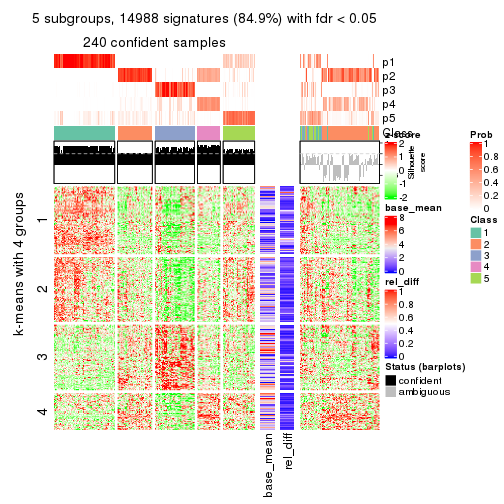 5 subgroups, 14988 signatures (84.9%) with fdr < 0.05
240 confident samples
p1
p2
p3
p4
p5
Class
Silhouette
score
k-means with 4 groups
1
2
3
4
base_mean
rel_diff
z-score
2
1
0
-1
-2
base_mean
8
6
4
2
0
rel_diff
1
0.8
0.6
0.4
0.2
0
Status (barplots)
confident
ambiguous
Prob
1
0.8
0.6
0.4
0.2
0
Class
1
2
3
4
5